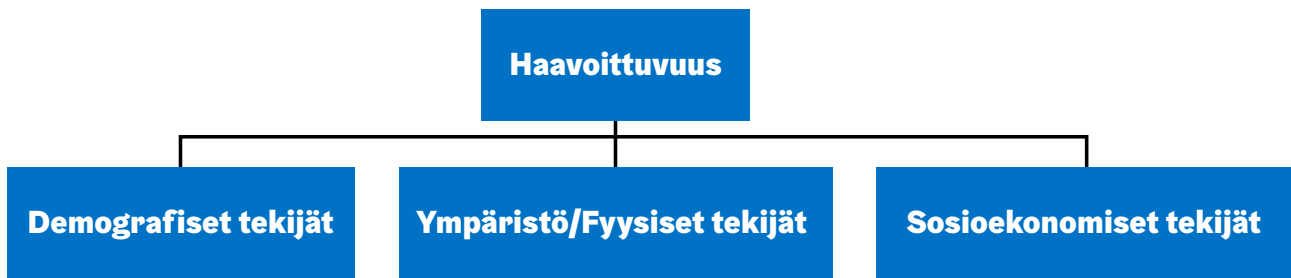 Haavoittuvuus
Demografiset tekijät
Ympäristö/Fyysiset tekijät
Sosioekonomiset tekijät